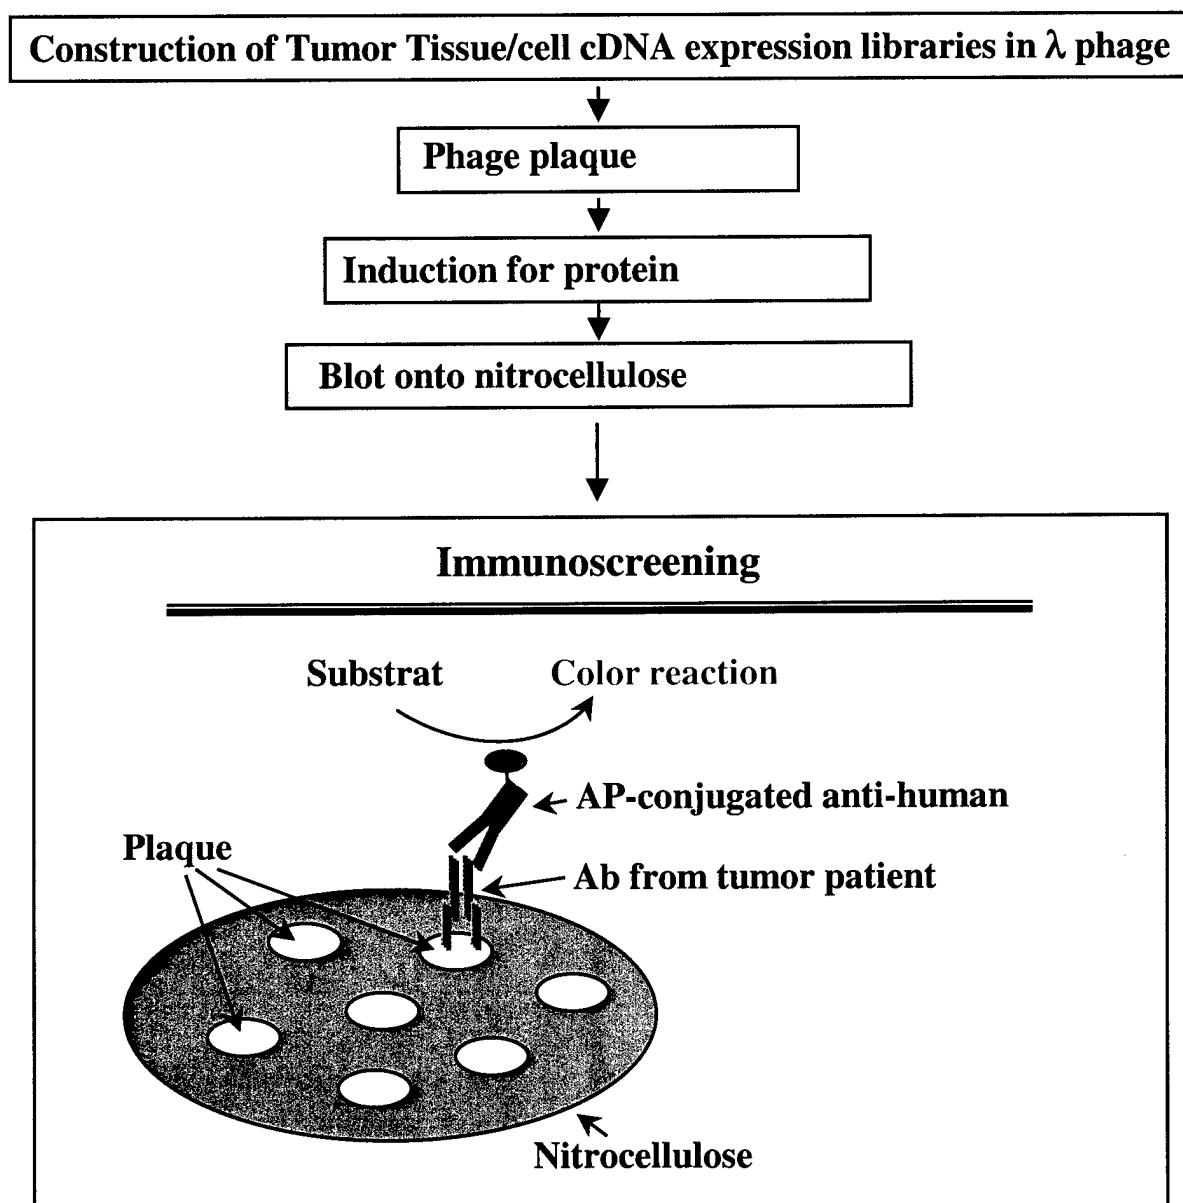 Construction of Tumor Tissue/cell cDNA expression libraries in λ phage
Phage plaque
Induction for protein
Blot onto nitrocellulose
Immunoscreening
Substrat Color reaction
AP-conjugated anti-human
Plaque
Ab from tumor patient
Nitrocellulose